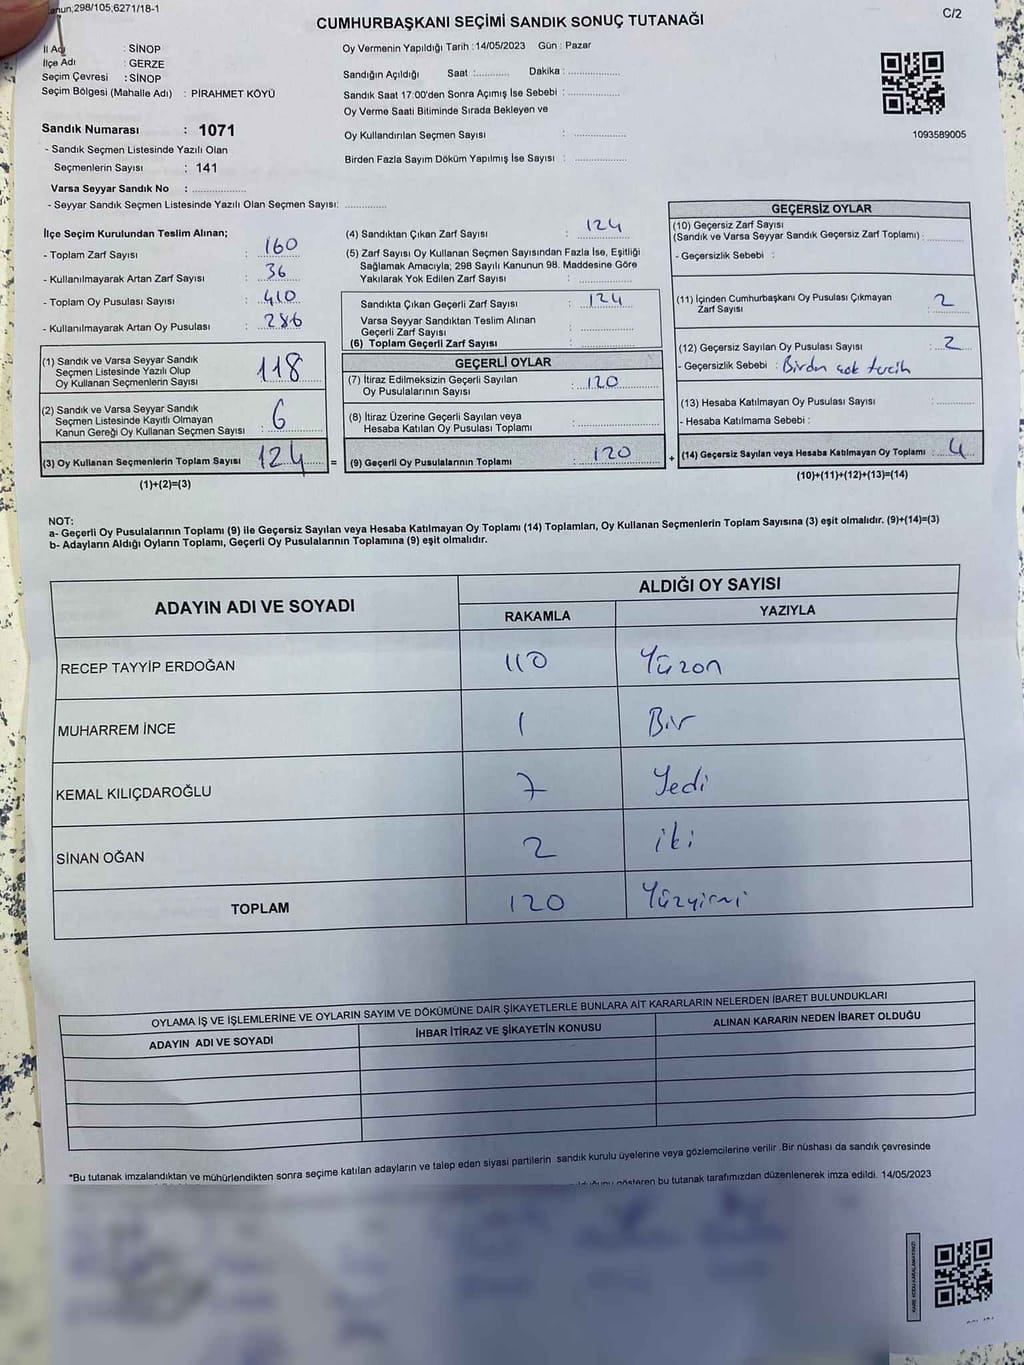 anun;298/105;6271/18-1
C/2
CUMHURBAŞKANI SEÇİMİ SANDIK SONUÇ TUTANAĞI
İl Adı : SİNOP
İlçe Adı : GERZE
Seçim Çevresi : SİNOP
Seçim Bölgesi (Mahalle Adı) : PİRAHMET KÖYÜ
Sandık Numarası : 1071
- Sandık Seçmen Listesinde Yazılı Olan
Seçmenlerin Sayısı : 141
Varsa Seyyar Sandık No : ..............
- Seyyar Sandık Seçmen Listesinde Yazılı Olan Seçmen Sayısı: ............
Oy Vermenin Yapıldığı Tarih : 14/05/2023 Gün : Pazar
Sandığın Açıldığı Saat :........... Dakika : ................
Sandık Saat 17:00'den Sonra Açımış İse Sebebi : ................
Oy Verme Saati Bitiminde Sırada Bekleyen ve
Oy Kullandırılan Seçmen Sayısı : ................
Birden Fazla Sayım Döküm Yapılmış İse Sayısı : ................
1093589005
İlçe Seçim Kurulundan Teslim Alınan;
- Toplam Zarf Sayısı : 160
- Kullanılmayarak Artan Zarf Sayısı : 36
- Toplam Oy Pusulası Sayısı : 410
- Kullanılmayarak Artan Oy Pusulası : 286
(1) Sandık ve Varsa Seyyar Sandık
Seçmen Listesinde Yazılı Olup
Oy Kullanan Seçmenlerin Sayısı 118
(2) Sandık ve Varsa Seyyar Sandık
Seçmen Listesinde Kayıtlı Olmayan
Kanun Gereği Oy Kullanan Seçmen Sayısı : 6
(3) Oy Kullanan Seçmenlerin Toplam Sayısı 124 =
(1)+(2)=(3)
(4) Sandıktan Çıkan Zarf Sayısı : 124
(5) Zarf Sayısı Oy Kullanan Seçmen Sayısından Fazla İse, Eşitliği
Sağlamak Amacıyla; 298 Sayılı Kanunun 98. Maddesine Göre
Yakılarak Yok Edilen Zarf Sayısı : ..............
Sandıkta Çıkan Geçerli Zarf Sayısı : 124
Varsa Seyyar Sandıktan Teslim Alınan
Geçerli Zarf Sayısı : ..............
(6) Toplam Geçerli Zarf Sayısı : ..............
GEÇERLİ OYLAR
(7) İtiraz Edilmeksizin Geçerli Sayılan
Oy Pusulalarının Sayısı : 120
(8) İtiraz Üzerine Geçerli Sayılan veya
Hesaba Katılan Oy Pusulası Toplamı : ..............
(9) Geçerli Oy Pusulalarının Toplamı : 120 +
GEÇERSİZ OYLAR
(10) Geçersiz Zarf Sayısı
(Sandık ve Varsa Seyyar Sandık Geçersiz Zarf Toplamı) : ..........
- Geçersizlik Sebebi :
(11) İçinden Cumhurbaşkanı Oy Pusulası Çıkmayan
Zarf Sayısı : 2
(12) Geçersiz Sayılan Oy Pusulası Sayısı : 2
- Geçersizlik Sebebi : Birden çok tercih
(13) Hesaba Katılmayan Oy Pusulası Sayısı : ..........
- Hesaba Katılmama Sebebi :
(14) Geçersiz Sayılan veya Hesaba Katılmayan Oy Toplamı : 4
(10)+(11)+(12)+(13)=(14)
NOT:
a- Geçerli Oy Pusulalarının Toplamı (9) ile Geçersiz Sayılan veya Hesaba Katılmayan Oy Toplamı (14) Toplamları, Oy Kullanan Seçmenlerin Toplam Sayısına (3) eşit olmalıdır. (9)+(14)=(3)
b- Adayların Aldığı Oyların Toplamı, Geçerli Oy Pusulalarının Toplamına (9) eşit olmalıdır.
ADAYIN ADI VE SOYADI ALDIĞI OY SAYISI
RAKAMLA YAZIYLA
RECEP TAYYİP ERDOĞAN 110 Yüzon
MUHARREM İNCE 1 Bir
KEMAL KILIÇDAROĞLU 7 Yedi
SİNAN OĞAN 2 iki
TOPLAM 120 Yüzyirmi
OYLAMA İŞ VE İŞLEMLERİNE VE OYLARIN SAYIM VE DÖKÜMÜNE DAİR ŞİKAYETLERLE BUNLARA AİT KARARLARIN NELERDEN İBARET BULUNDUKLARI
ADAYIN ADI VE SOYADI İHBAR İTİRAZ VE ŞİKAYETİN KONUSU ALINAN KARARIN NEDEN İBARET OLDUĞU
*Bu tutanak imzalandıktan ve mühürlendikten sonra seçime katılan adayların ve talep eden siyasi partilerin sandık kurulu üyelerine veya gözlemcilerine verilir .Bir nüshası da sandık çevresinde
gösteren bu tutanak tarafımızdan düzenlenerek imza edildi. 14/05/2023